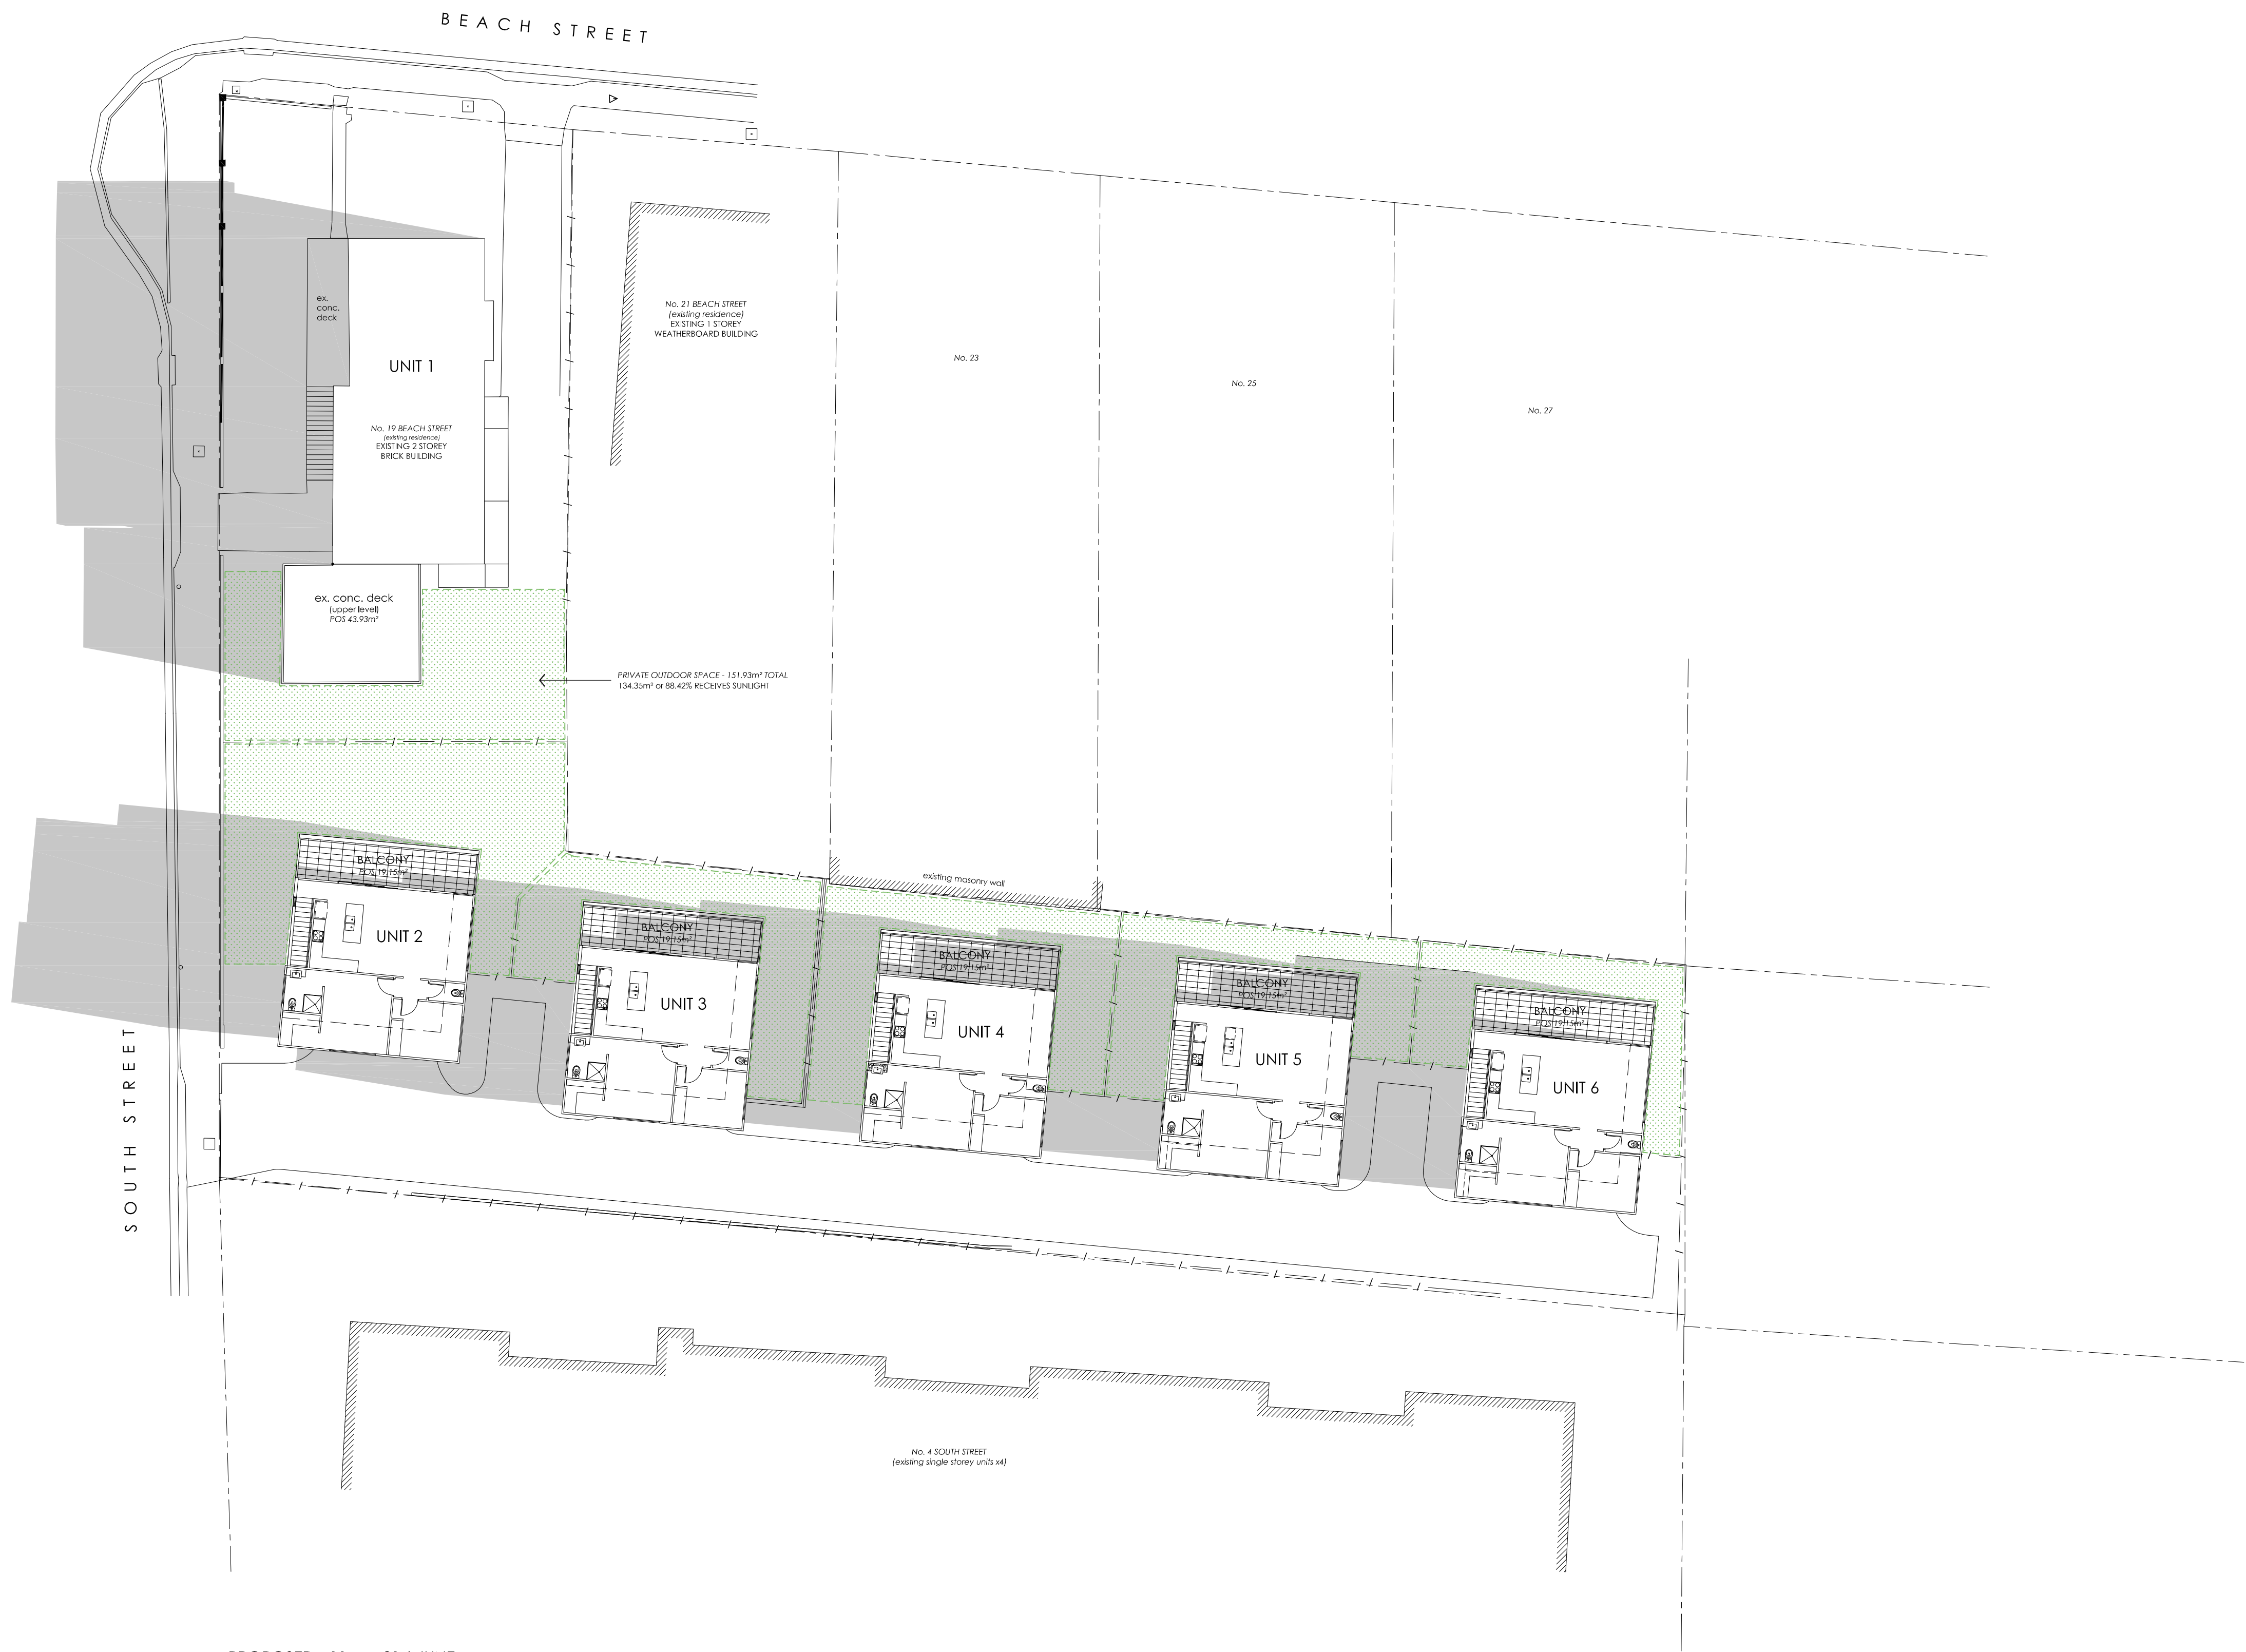 BEACH STREET
ex.
conc.
deck
UNIT 1
No. 19 BEACH STREET
(existing residence)
EXISTING 2 STOREY
BRICK BUILDING
No. 21 BEACH STREET
(existing residence)
EXISTING 1 STOREY
WEATHERBOARD BUILDING
No. 23
No. 25
No. 27
ex. conc. deck
(upper level)
POS 43.93m²
PRIVATE OUTDOOR SPACE - 151.93m² TOTAL
134.35m² or 88.42% RECEIVES SUNLIGHT
existing masonry wall
BALCONY
POS 19.15m²
UNIT 2
BALCONY
POS 19.15m²
UNIT 3
BALCONY
POS 19.15m²
UNIT 4
BALCONY
POS 19.15m²
UNIT 5
BALCONY
POS 19.15m²
UNIT 6
SOUTH STREET
No. 4 SOUTH STREET
(existing single storey units x4)